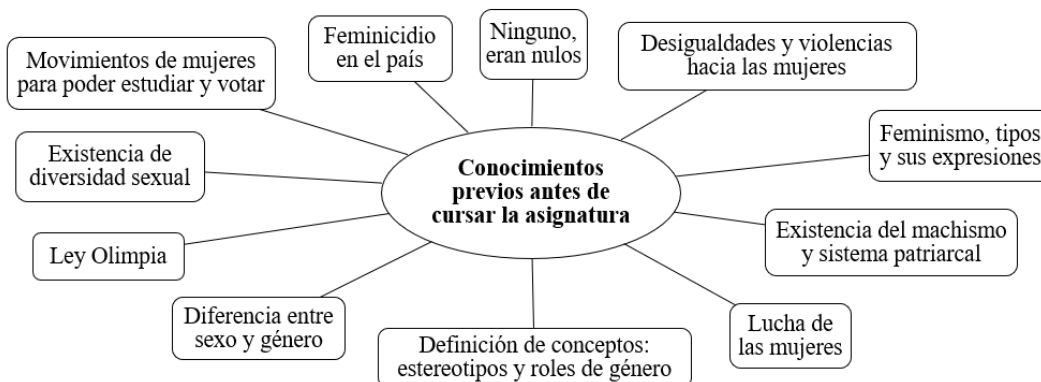 Movimientos de mujeres
para poder estudiar y votar
Feminicidio
en el país
Ninguno,
eran nulos
Desigualdades y violencias
hacia las mujeres
Existencia de
diversidad sexual
Conocimientos
previos antes de
cursar la asignatura
Feminismo, tipos
y sus expresiones
Ley Olimpia
Existencia del machismo
y sistema patriarcal
Diferencia entre
sexo y género
Definición de conceptos:
estereotipos y roles de género
Lucha de
las mujeres